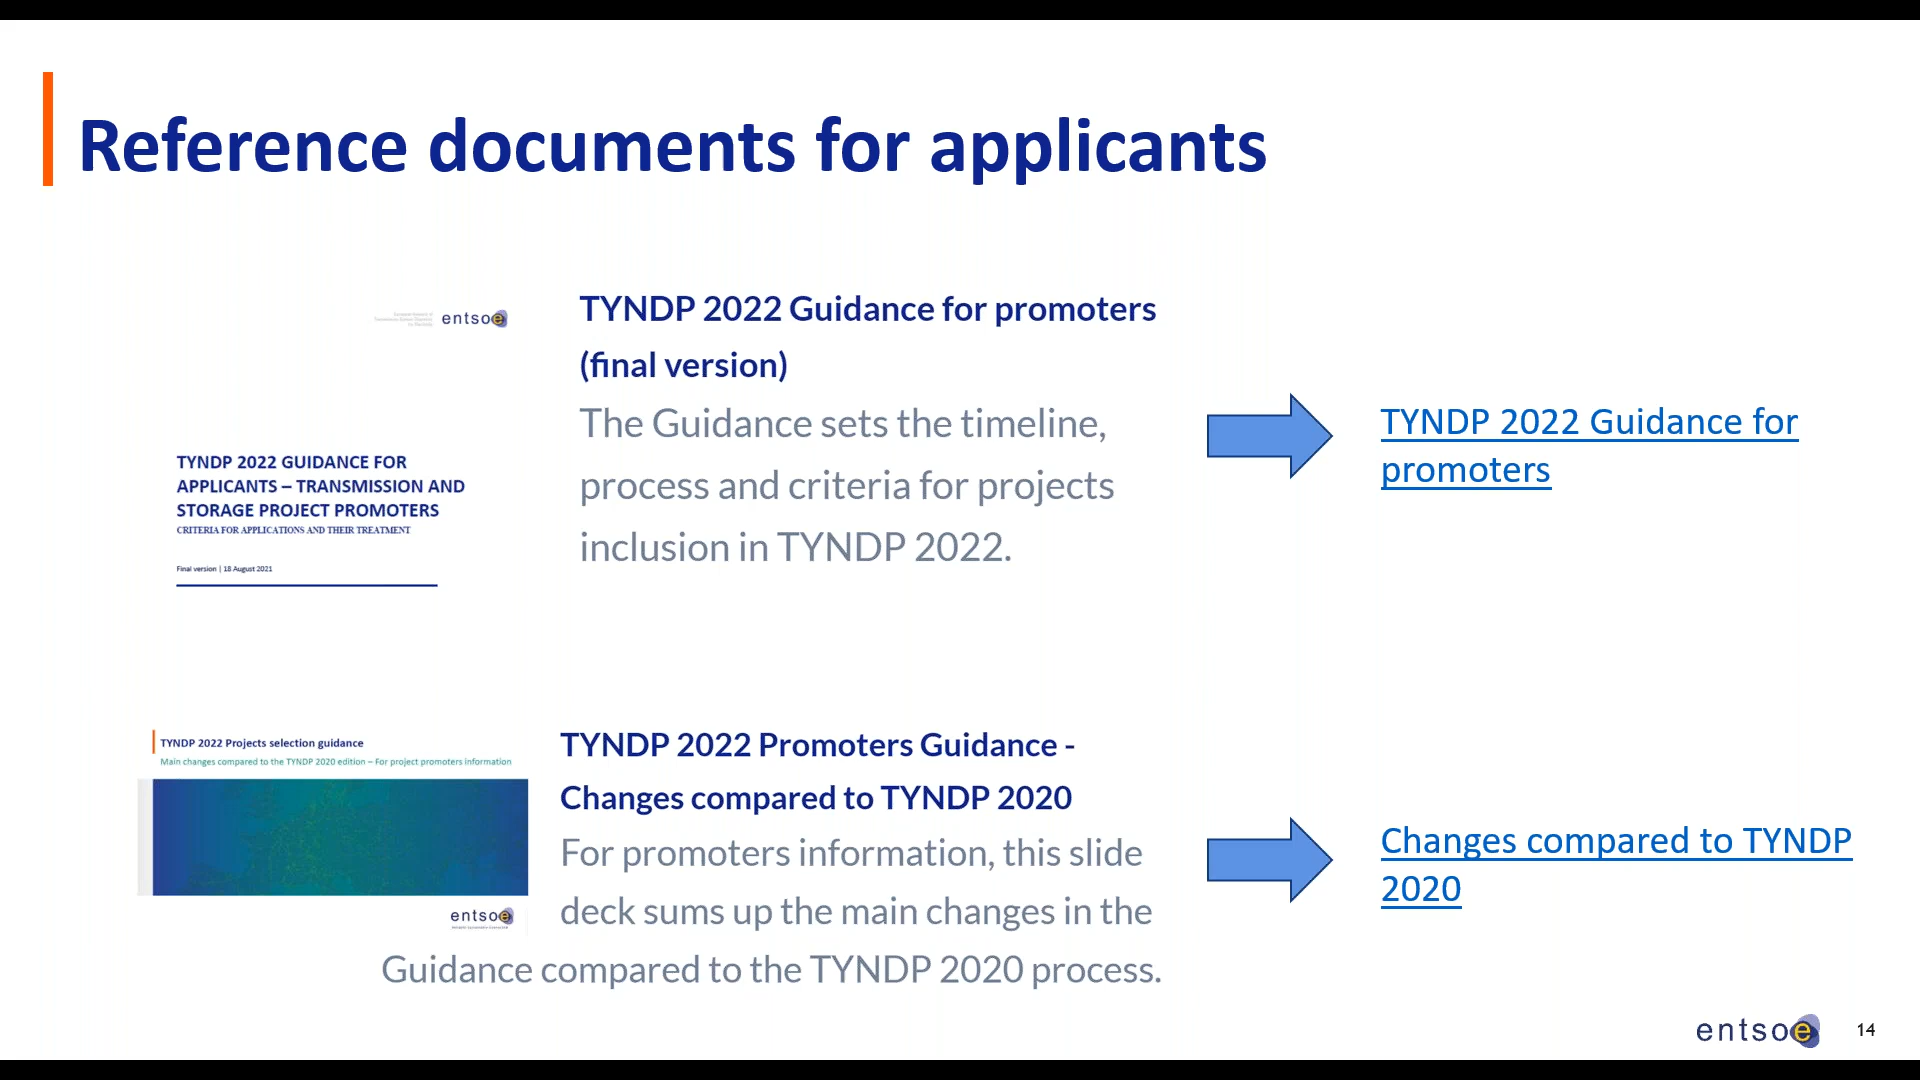 Reference documents for applicants
entsoe
TYNDP 2022 GUIDANCE FOR
APPLICANTS – TRANSMISSION AND
STORAGE PROJECT PROMOTERS
CRITERIA FOR APPLICATIONS AND THEIR TREATMENT
Final version | 18 August 2021
TYNDP 2022 Guidance for promoters
(final version)
The Guidance sets the timeline,
process and criteria for projects
inclusion in TYNDP 2022.
TYNDP 2022 Guidance for
promoters
TYNDP 2022 Projects selection guidance
Main changes compared to the TYNDP 2020 edition – For project promoters information
entsoe
TYNDP 2022 Promoters Guidance -
Changes compared to TYNDP 2020
For promoters information, this slide
deck sums up the main changes in the
Guidance compared to the TYNDP 2020 process.
Changes compared to TYNDP
2020
entsoe
14